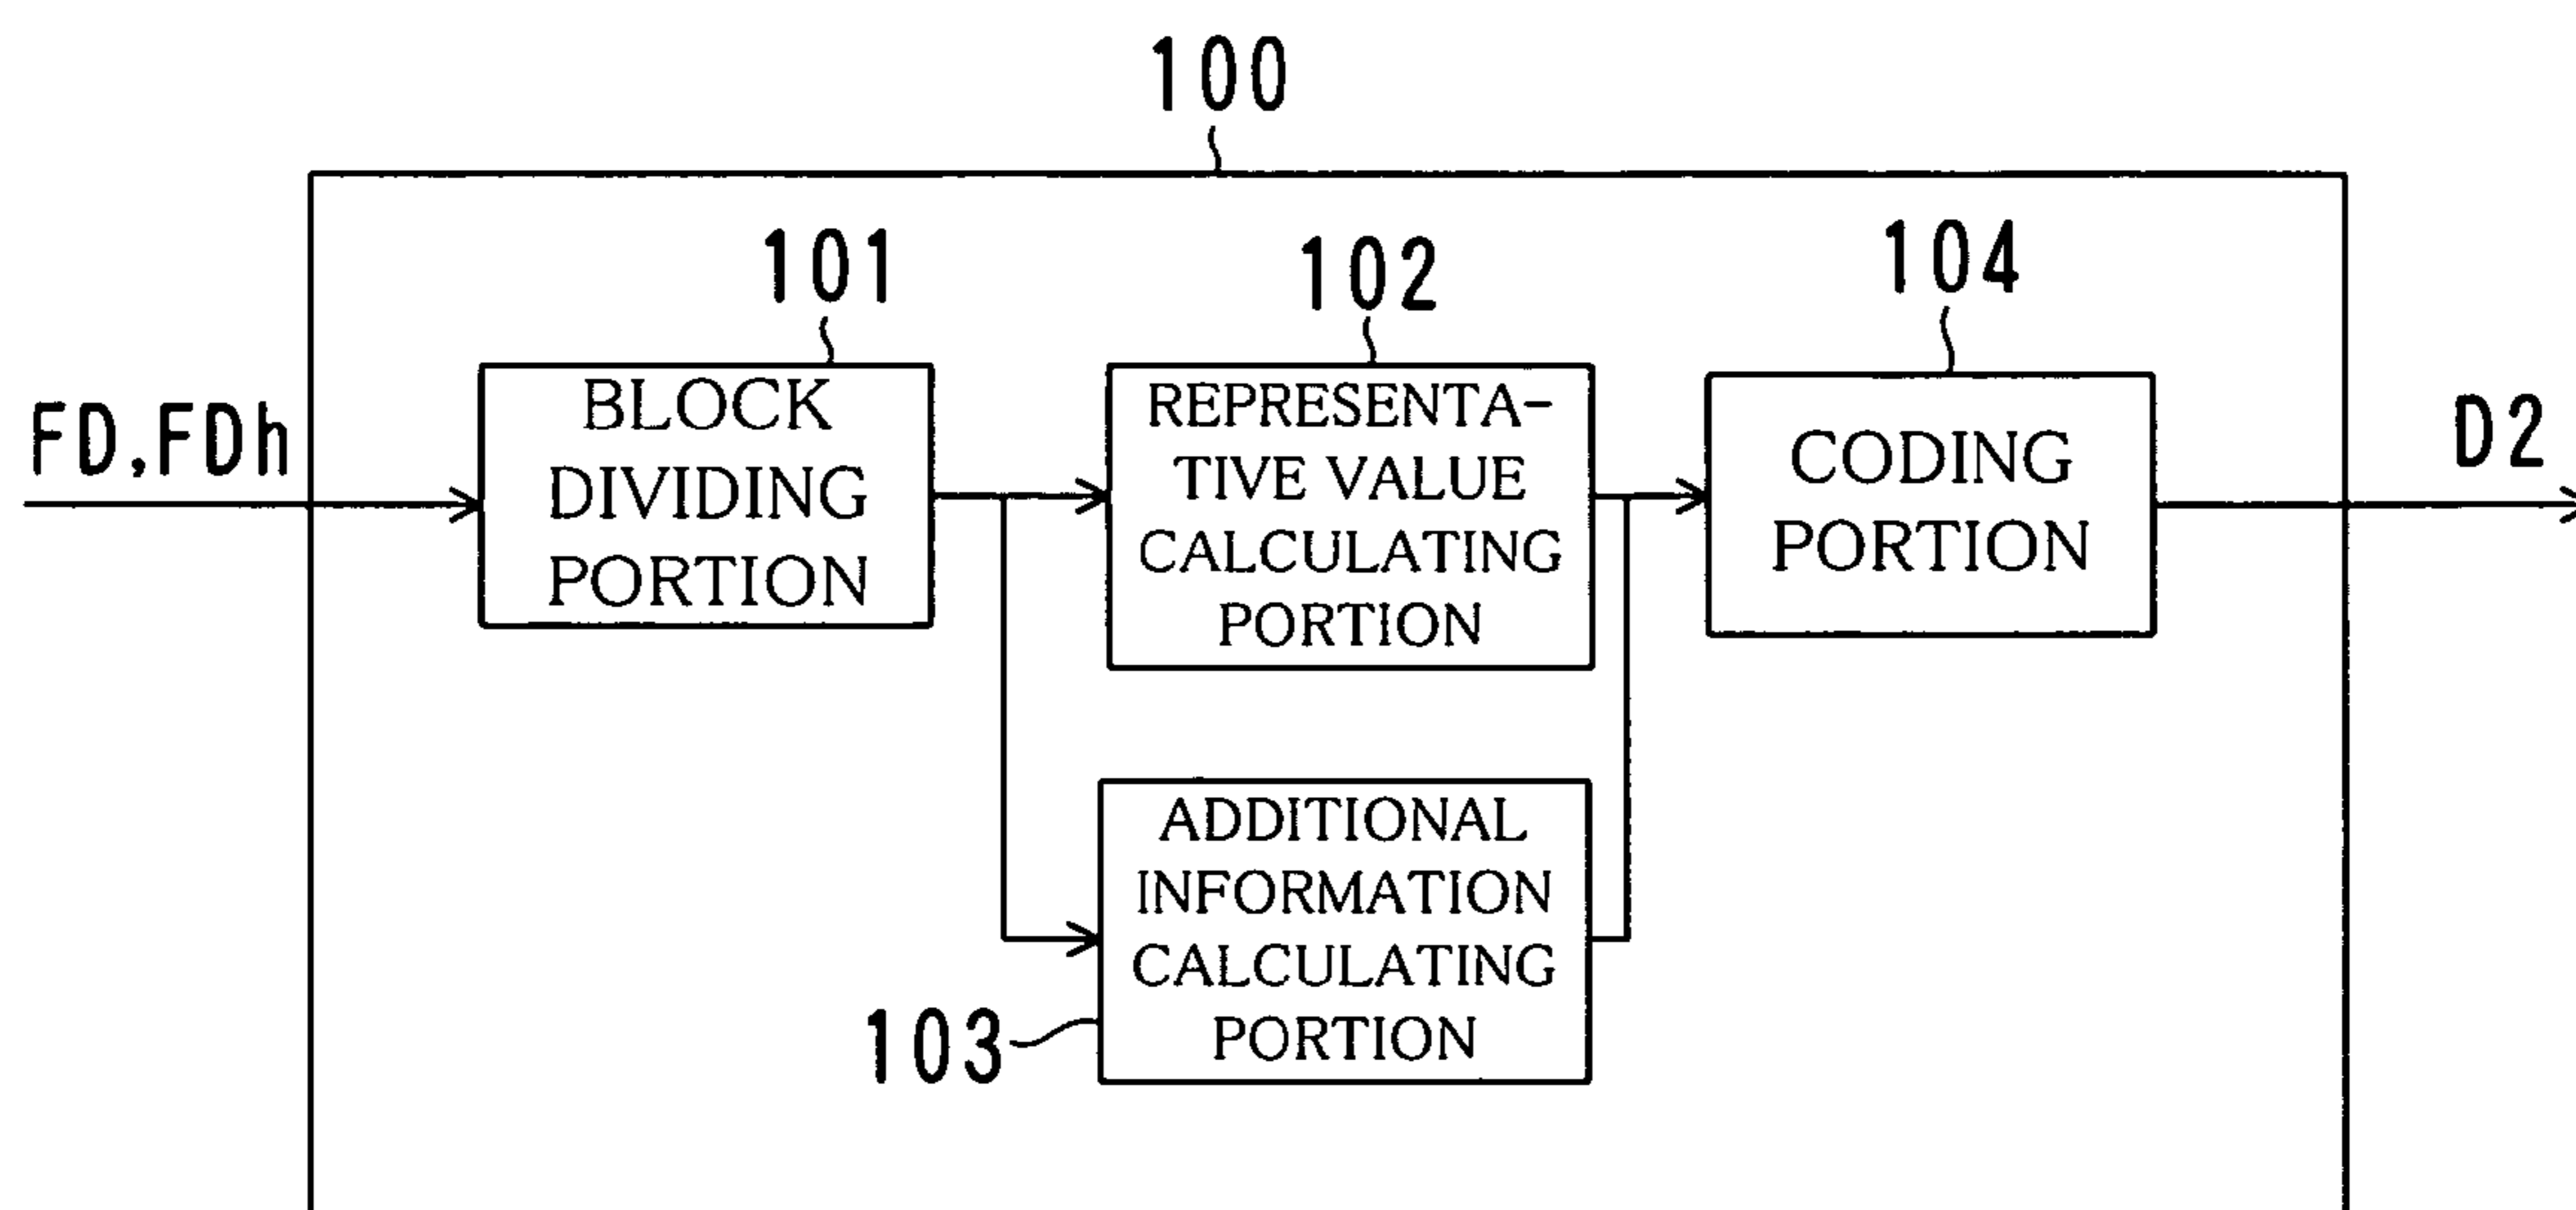 100
101
102
104
FD,FDh
BLOCK
DIVIDING
PORTION
REPRESENTA-
TIVE VALUE
CALCULATING
PORTION
CODING
PORTION
D2
ADDITIONAL
INFORMATION
CALCULATING
PORTION
103